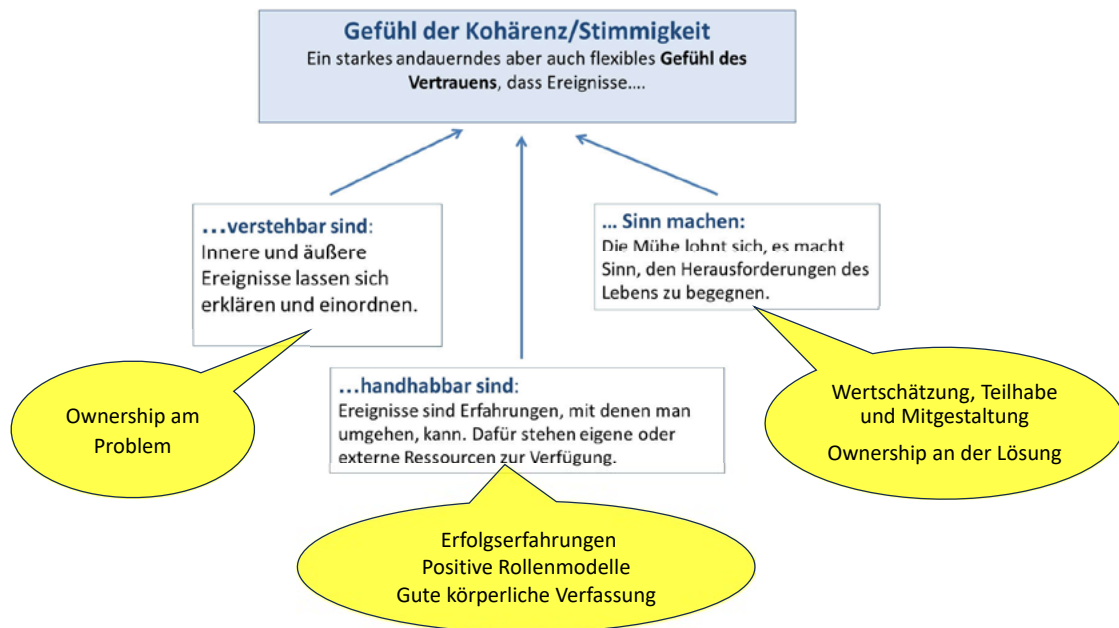 Gefühl der Kohärenz/Stimmigkeit
Ein starkes andauerndes aber auch flexibles Gefühl des
Vertrauens, dass Ereignisse....
...verstehbar sind:
Innere und äußere
Ereignisse lassen sich
erklären und einordnen.
... Sinn machen:
Die Mühe lohnt sich, es macht
Sinn, den Herausforderungen des
Lebens zu begegnen.
...handhabbar sind:
Ereignisse sind Erfahrungen, mit denen man
umgehen, kann. Dafür stehen eigene oder
externe Ressourcen zur Verfügung.
Ownership am
Problem
Wertschätzung, Teilhabe
und Mitgestaltung
Ownership an der Lösung
Erfolgserfahrungen
Positive Rollenmodelle
Gute körperliche Verfassung